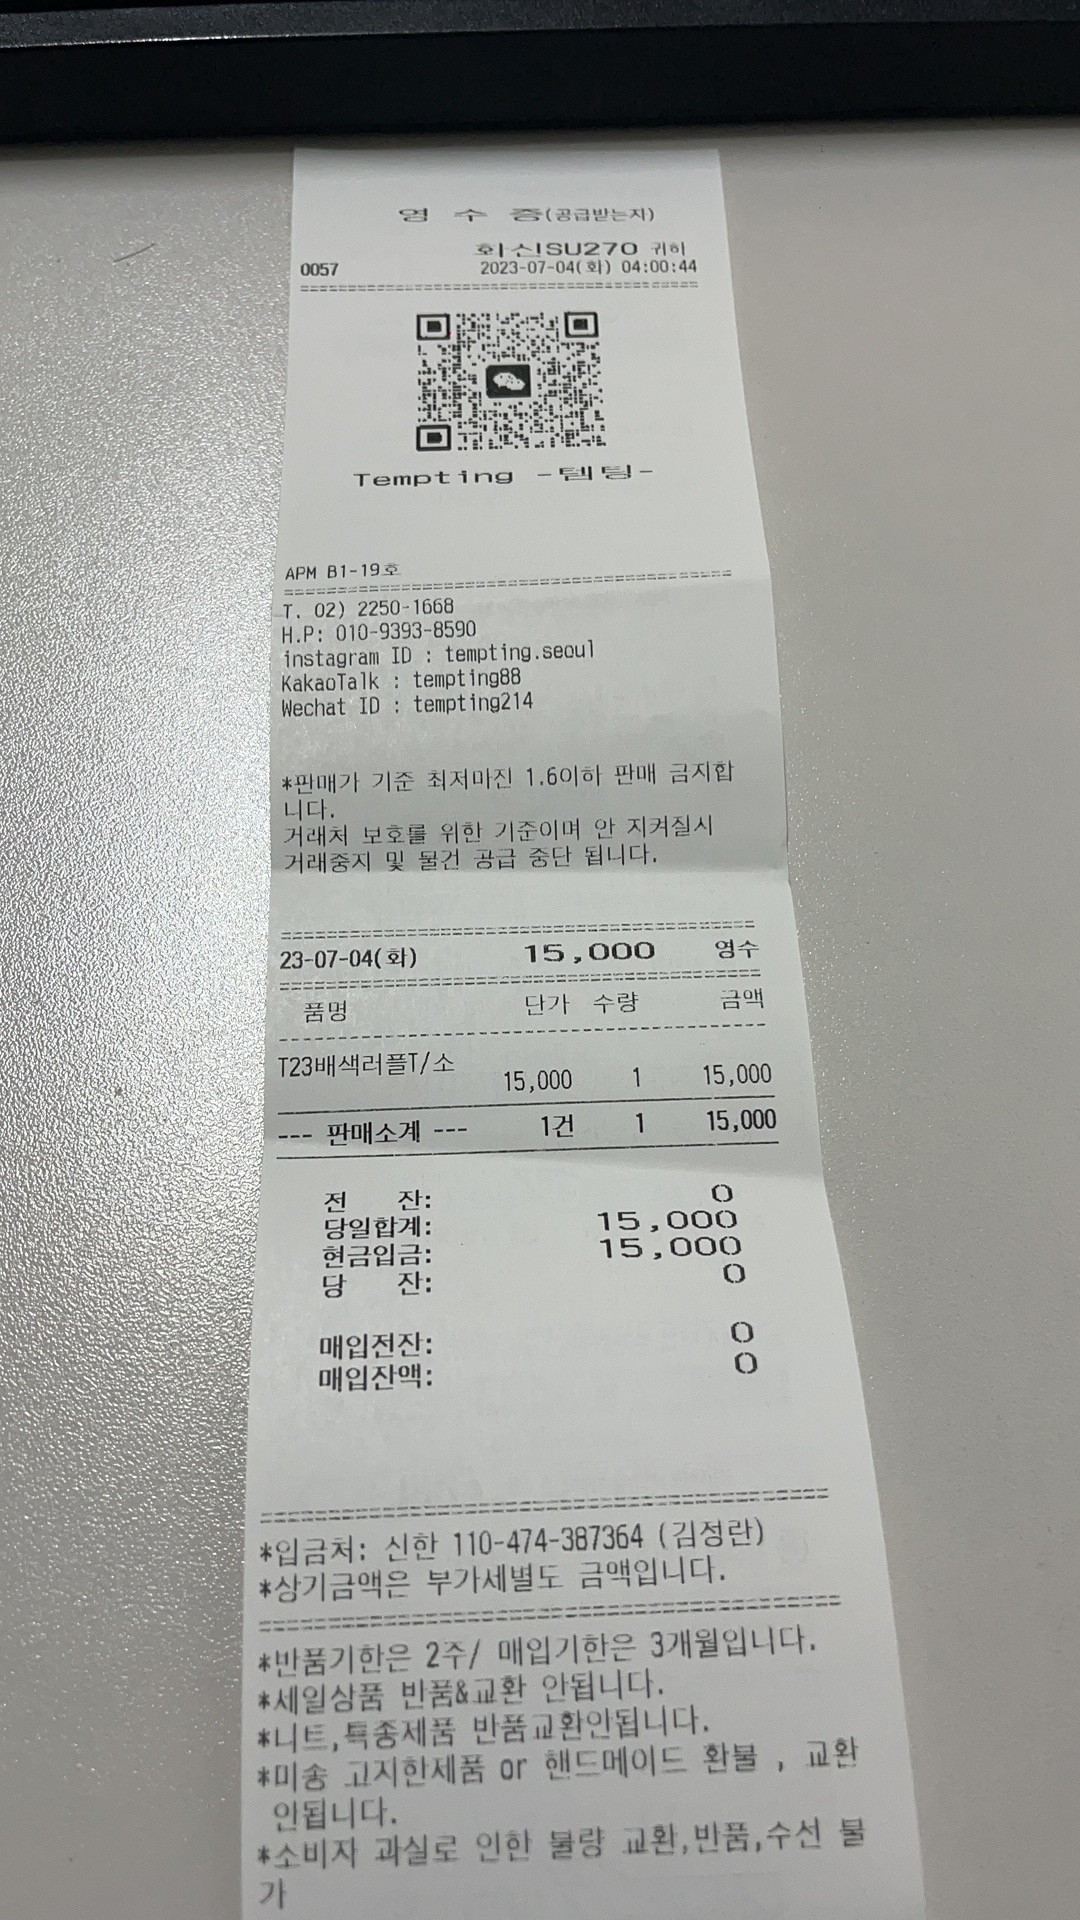 영 수 증(공급받는자)
화신ISU270 귀하
0057 2023-07-04(화) 04:00:44
Tempting -템팅-
APM B1-19호
T. 02) 2250-1668
H.P: 010-9393-8590
instagram ID : tempting.seoul
KakaoTalk : tempting88
Wechat ID : tempting214
*판매가 기준 최저마진 1.6이하 판매 금지합
니다.
거래처 보호를 위한 기준이며 안 지켜질시
거래중지 및 물건 공급 중단 됩니다.
23-07-04(화) 15,000 영수
품명 단가 수량 금액
T23배색러플T/소
15,000 1 15,000
--- 판매소계 --- 1건 1 15,000
전 잔: 0
당일합계: 15,000
현금입금: 15,000
당 잔: 0
매입전잔: 0
매입잔액: 0
*입금처: 신한 110-474-387364 (김정란)
*상기금액은 부가세별도 금액입니다.
*반품기한은 2주/ 매입기한은 3개월입니다.
*세일상품 반품&교환 안됩니다.
*니트,특종제품 반품교환안됩니다.
*미송 고지한제품 or 핸드메이드 환불 , 교환
안됩니다.
*소비자 과실로 인한 불량 교환,반품,수선 불
가